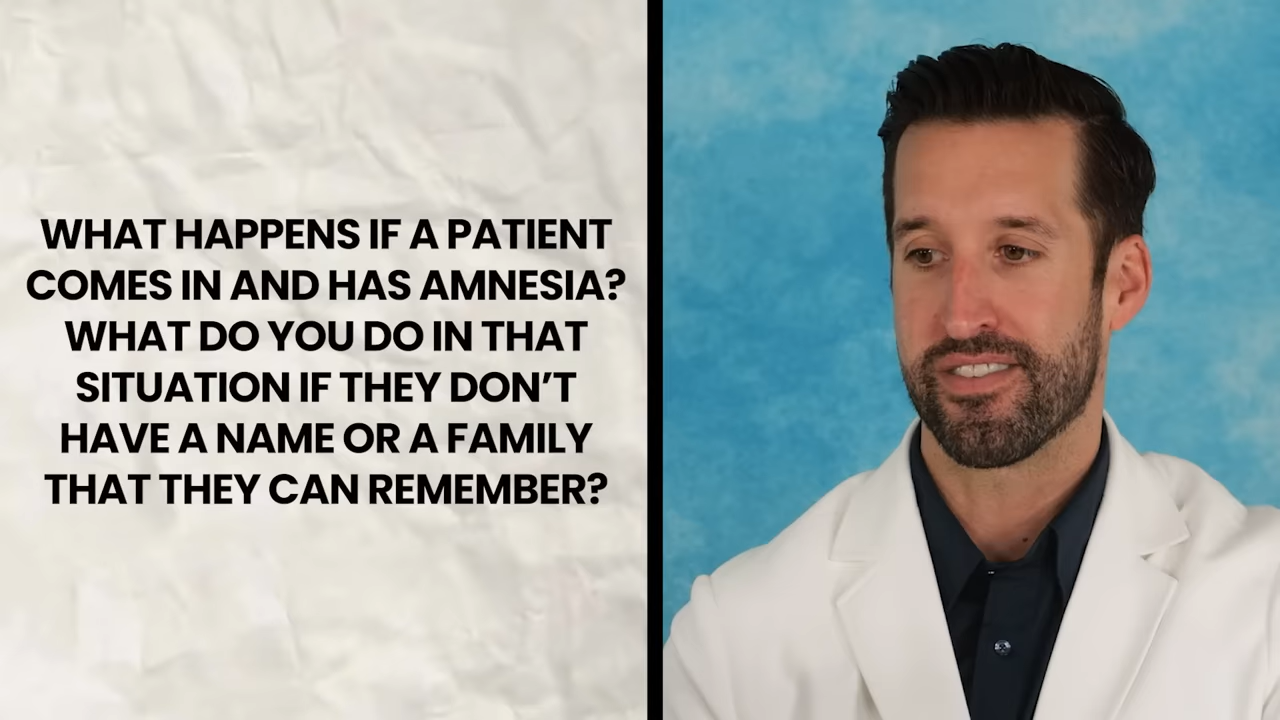 WHAT HAPPENS IF A PATIENT
COMES IN AND HAS AMNESIA?
WHAT DO YOU DO IN THAT
SITUATION IF THEY DON’T
HAVE A NAME OR A FAMILY
THAT THEY CAN REMEMBER?